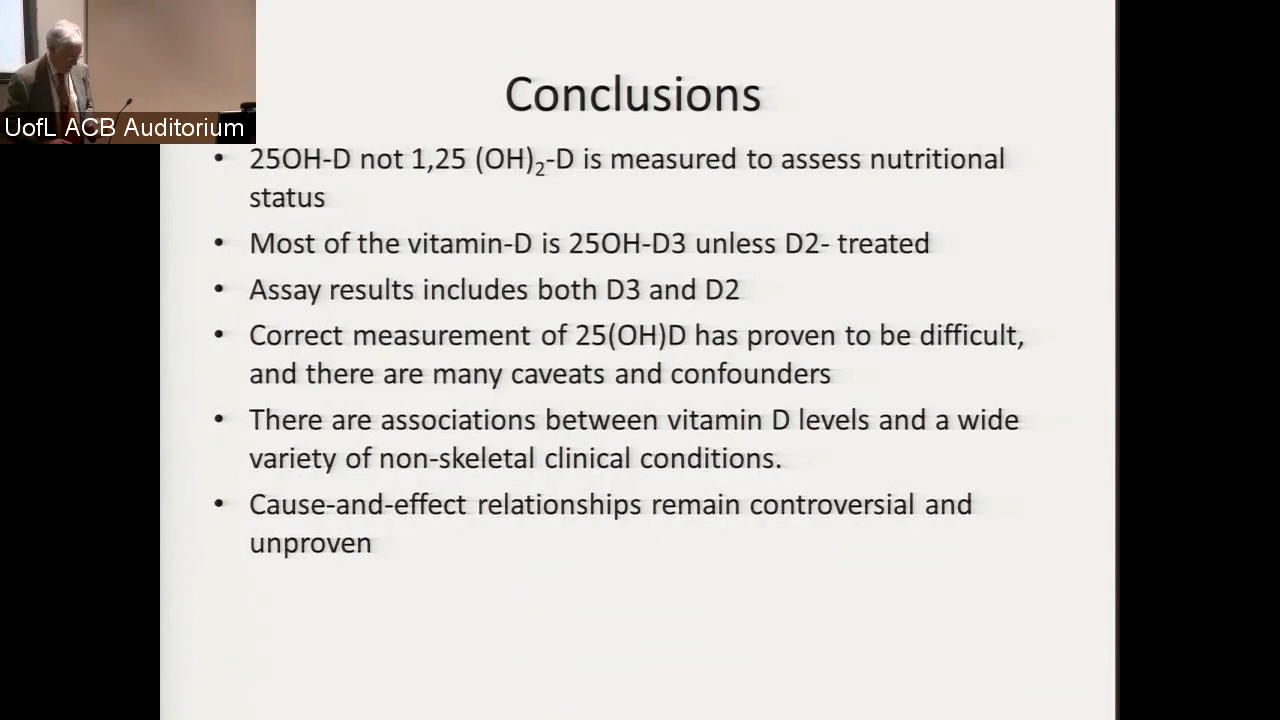 Conclusions
UofL ACB Auditorium
• 25OH-D not 1,25 (OH)₂-D is measured to assess nutritional
status
• Most of the vitamin-D is 25OH-D3 unless D2- treated
• Assay results includes both D3 and D2
• Correct measurement of 25(OH)D has proven to be difficult,
and there are many caveats and confounders
• There are associations between vitamin D levels and a wide
variety of non-skeletal clinical conditions.
• Cause-and-effect relationships remain controversial and
unproven